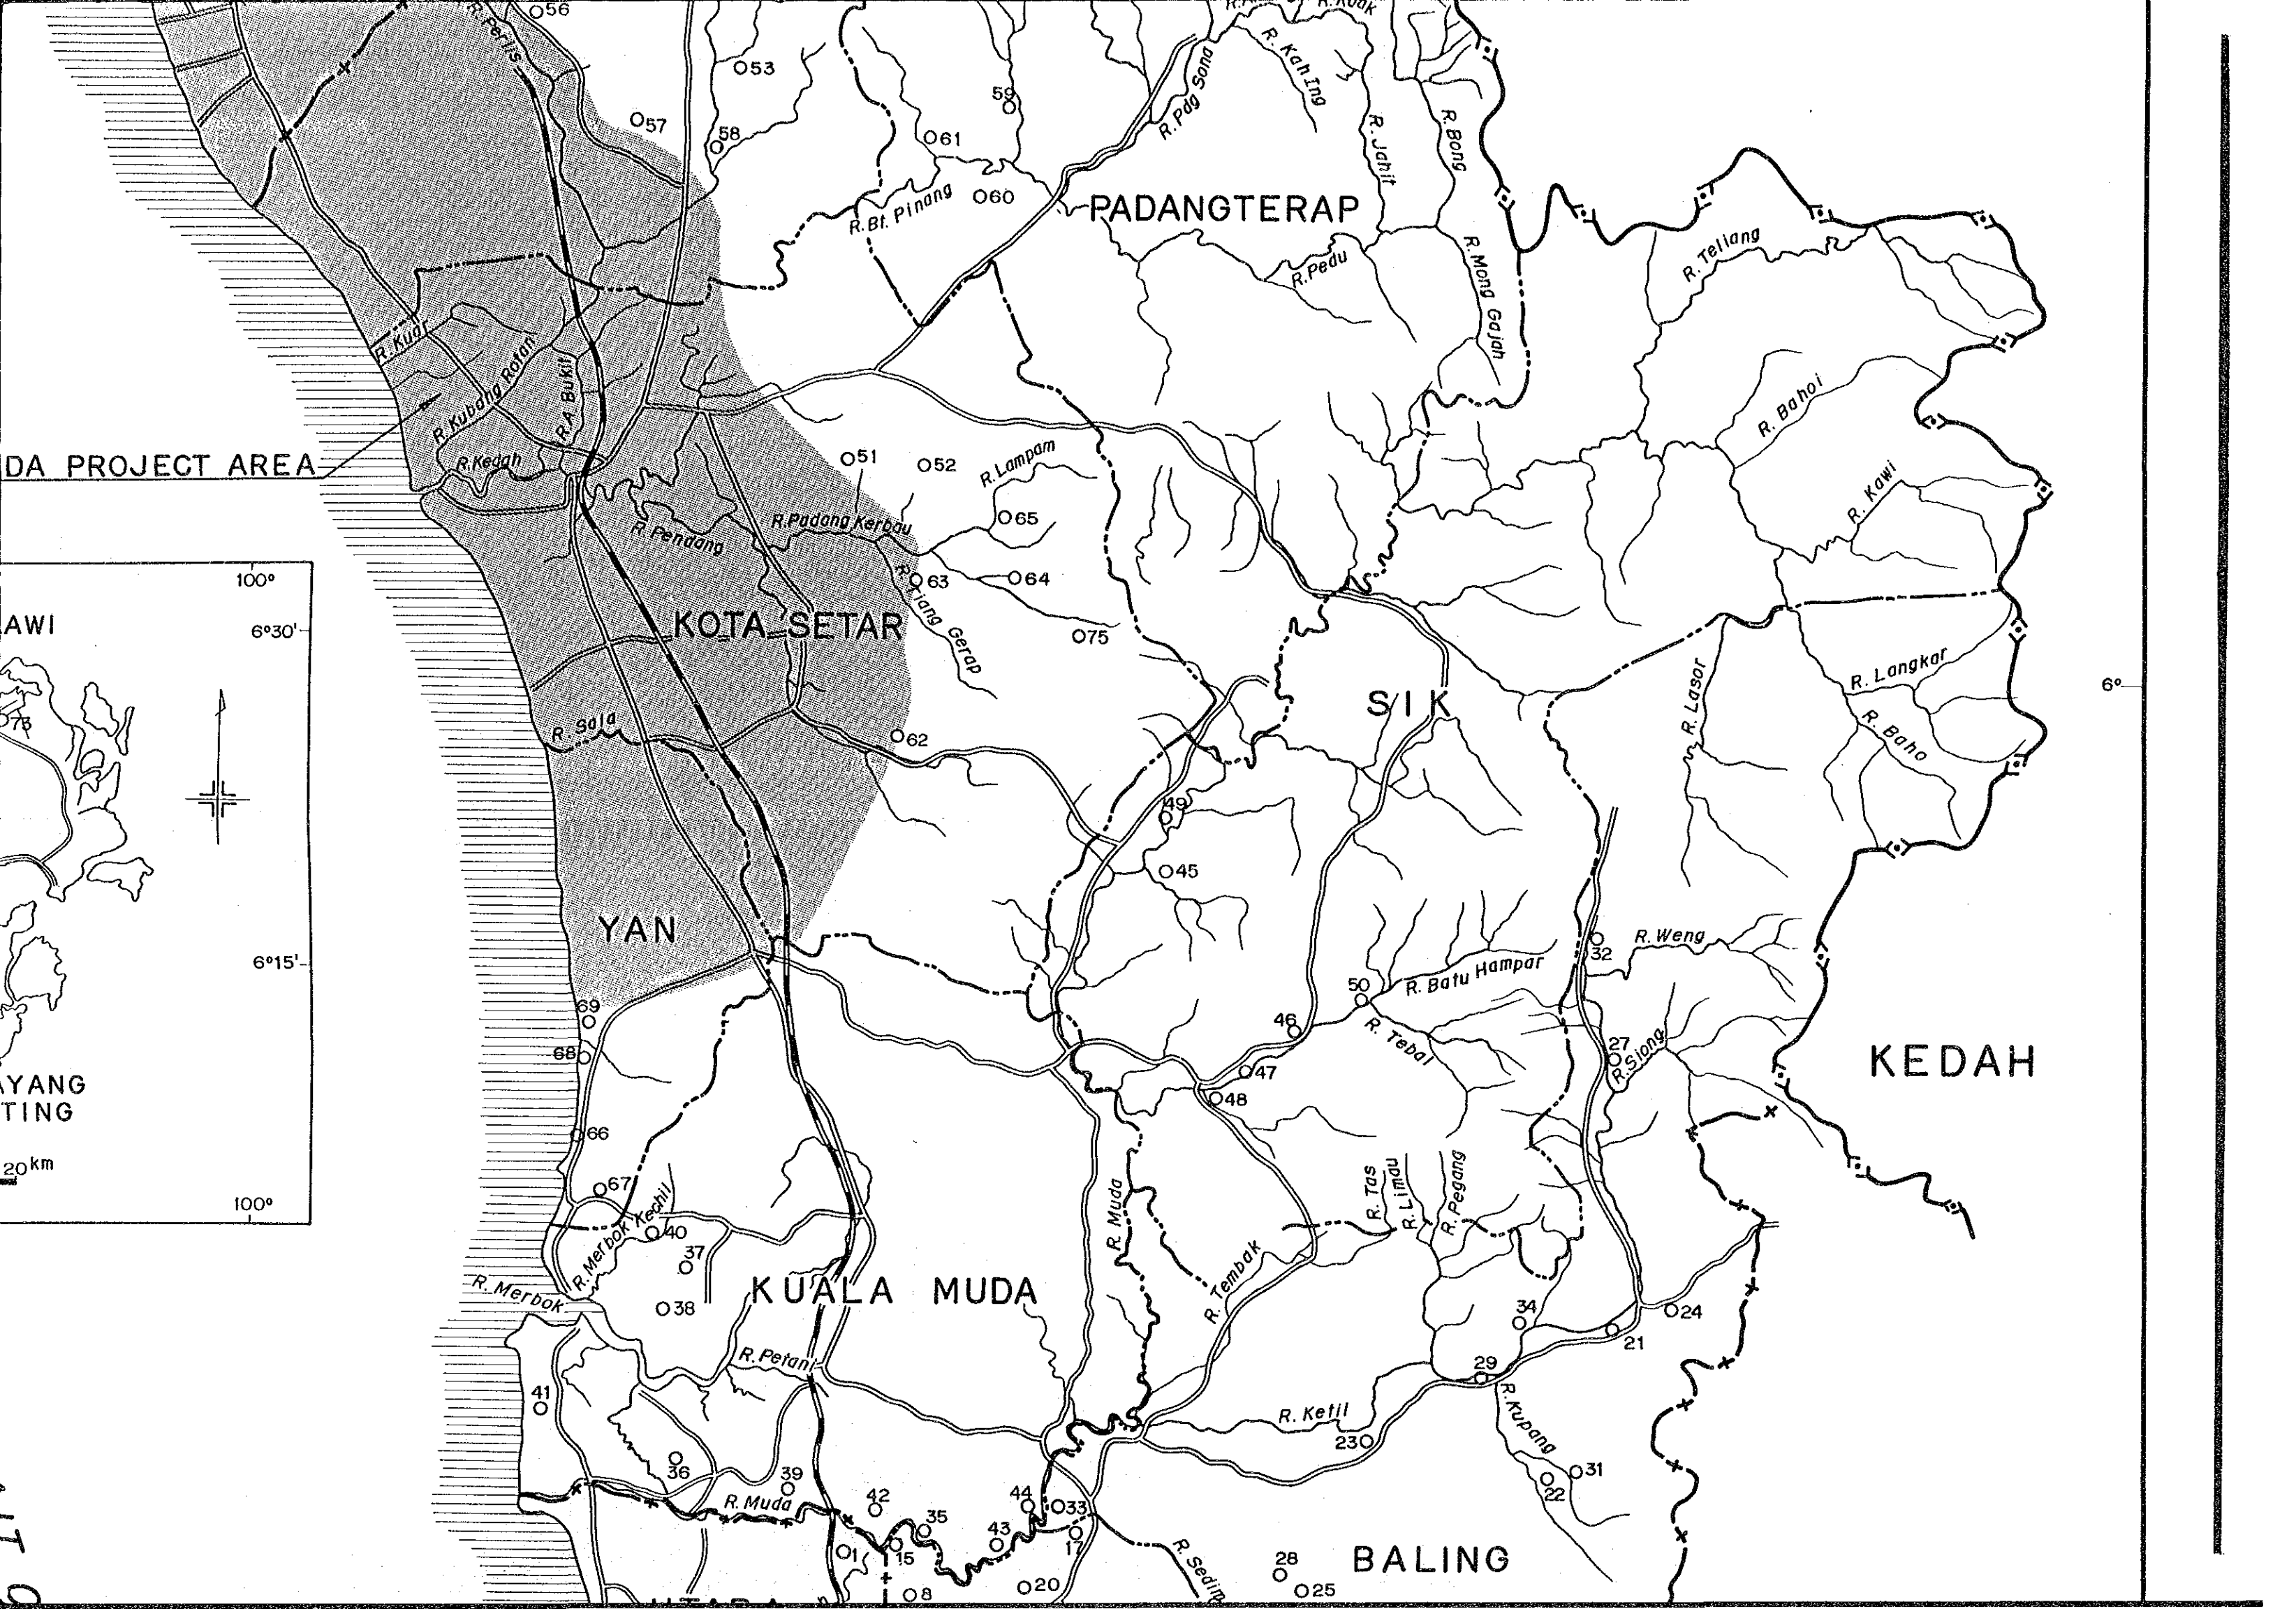 R. Perlis
56
R. Kah Ing
53
R. Pdg Sana
59
57
58
61
R. Jahit
R. Bong
60
R. Bt. Pinang
PADANGTERAP
R. Pedu
R. Mong Gajah
R. Teliang
R. Kuar
R. Kubang Rotan
R.A Bukit
R. Bahoi
DA PROJECT AREA
R. Kedah
51
52
R. Lampam
R. Kawi
65
R. Padang Kerbau
R. Pendang
100°
63
64
R. Tiang Gerap
AWI
6°30'
KOTA SETAR
75
R. Lasor
R. Langkar
6°
73
SIK
R. Sala
62
R. Baho
49
45
YAN
32
R. Weng
6°15'
R. Batu Hampar
50
69
46
R. Tebal
27
R. Siong
KEDAH
68
47
AYANG
48
TING
66
20km
67
R. Merbok Kechil
R. Muda
R. Tas
R. Limau
R. Pegang
100°
40
37
R. Tembak
R. Merbok
38
KUALA MUDA
34
24
21
R. Petani
29
41
R. Kupang
R. Ketil
23
36
39
31
22
R. Muda
42
44
33
35
43
17
1
15
R. Sedim
28
BALING
8
20
25